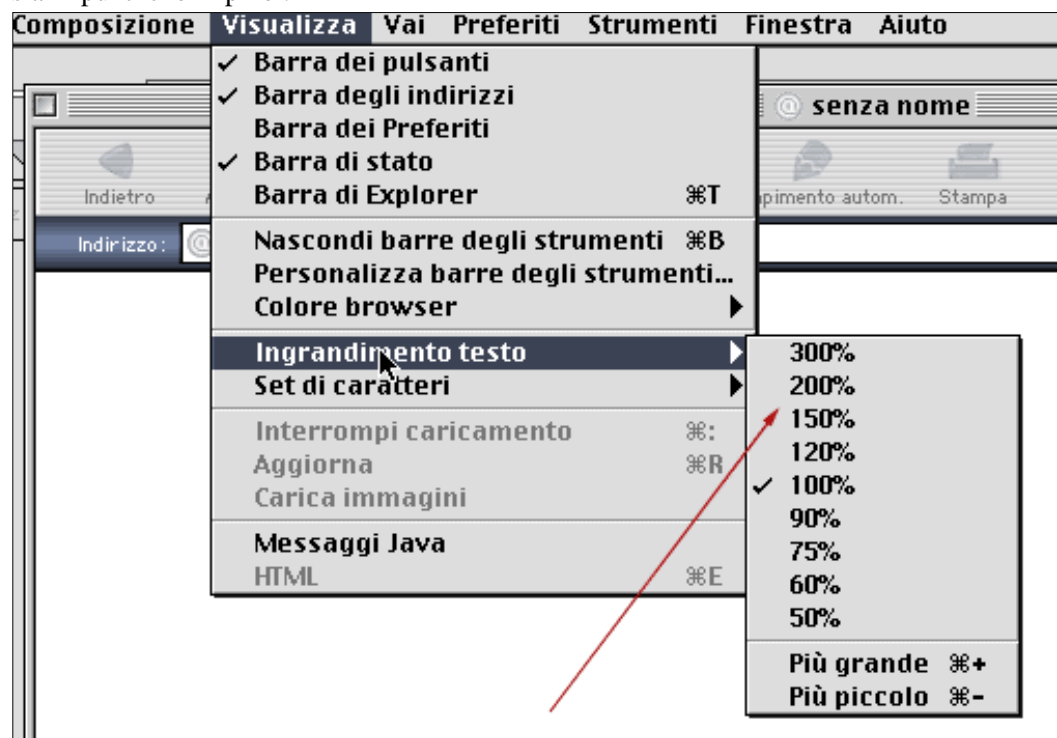 Composizione Visualizza Vai Preferiti Strumenti Finestra Aiuto
✓ Barra dei pulsanti
✓ Barra degli indirizzi
Barra dei Preferiti
✓ Barra di stato
Barra di Explorer ⌘T
Nascondi barre degli strumenti ⌘B
Personalizza barre degli strumenti...
Colore browser
Ingrandimento testo
Set di caratteri
Interrompi caricamento ⌘:
Aggiorna ⌘R
Carica immagini
Messaggi Java
HTML ⌘E
senza nome
Indietro
autom.
Stampa
Indirizzo:
300%
200%
150%
120%
✓ 100%
90%
75%
60%
50%
Più grande ⌘+
Più piccolo ⌘-